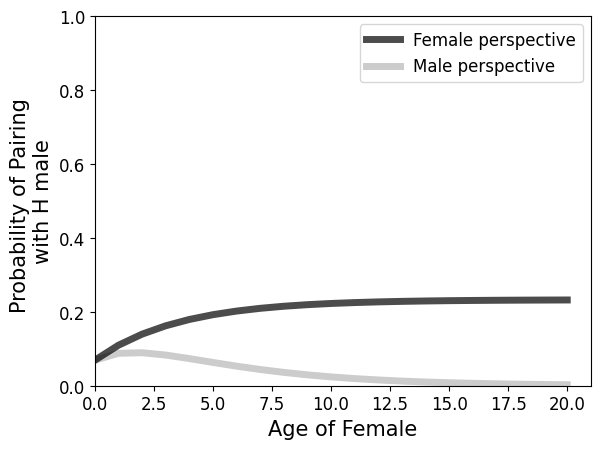 Female perspective
Male perspective
Probability of Pairing
with H male
1.0
0.8
0.6
0.4
0.2
0.0
0.0 2.5 5.0 7.5 10.0 12.5 15.0 17.5 20.0
Age of Female